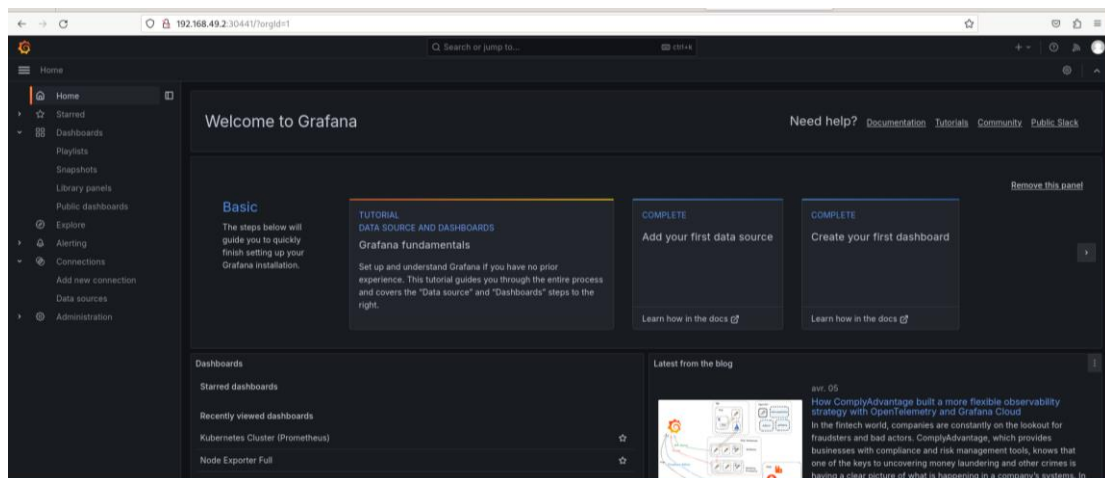 192.168.49.2:30441/?orgId=1
Search or jump to...
ctrl+k
Home
Home
Starred
Dashboards
Playlists
Snapshots
Library panels
Public dashboards
Explore
Alerting
Connections
Add new connection
Data sources
Administration
Welcome to Grafana
Need help? Documentation Tutorials Community Public Slack
Remove this panel
Basic
The steps below will
guide you to quickly
finish setting up your
Grafana installation.
TUTORIAL
DATA SOURCE AND DASHBOARDS
Grafana fundamentals
Set up and understand Grafana if you have no prior
experience. This tutorial guides you through the entire process
and covers the "Data source" and "Dashboards" steps to the
right.
COMPLETE
Add your first data source
Learn how in the docs
COMPLETE
Create your first dashboard
Learn how in the docs
Dashboards
Starred dashboards
Recently viewed dashboards
Kubernetes Cluster (Prometheus)
Node Exporter Full
Latest from the blog
avr. 05
How ComplyAdvantage built a more flexible observability
strategy with OpenTelemetry and Grafana Cloud
In the fintech world, companies are constantly on the lookout for
fraudsters and bad actors. ComplyAdvantage, which provides
businesses with compliance and risk management tools, knows that
one of the keys to uncovering money laundering and other crimes is
having a clear picture of what is happening in a company's systems. In